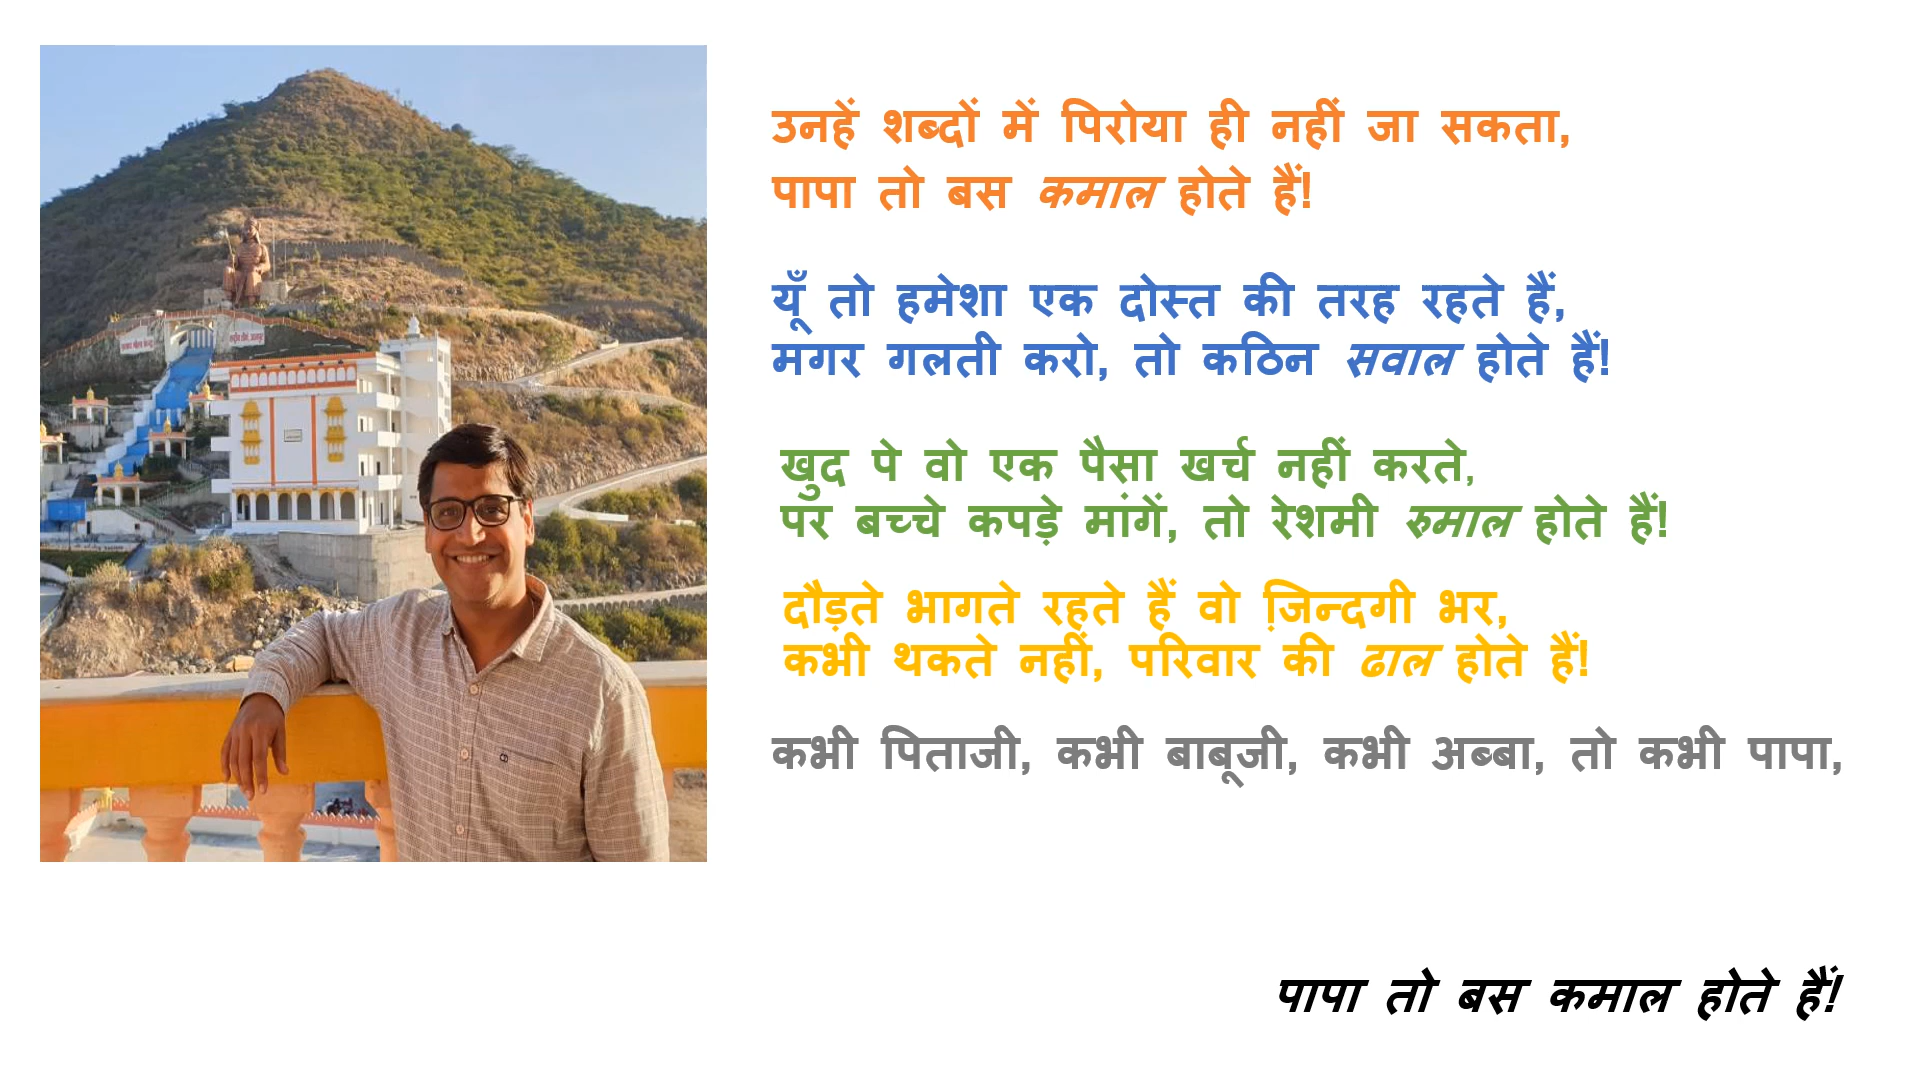 उनहें शब्दों में पिरोया ही नहीं जा सकता,
पापा तो बस कमाल होते हैं!
यूँ तो हमेशा एक दोस्त की तरह रहते हैं,
मगर गलती करो, तो कठिन सवाल होते हैं!
खुद पे वो एक पैसा खर्च नहीं करते,
पर बच्चे कपड़े मांगें, तो रेशमी रुमाल होते हैं!
दौड़ते भागते रहते हैं वो ज़िन्दगी भर,
कभी थकते नहीं, परिवार की ढाल होते हैं!
कभी पिताजी, कभी बाबूजी, कभी अब्बा, तो कभी पापा,
पापा तो बस कमाल होते हैं!